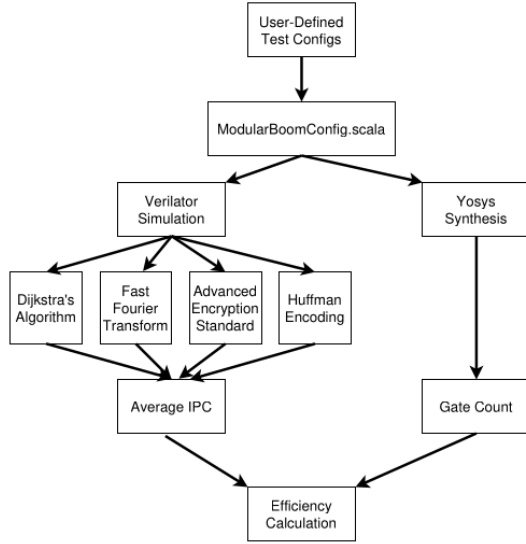 User-Defined
Test Configs
ModularBoomConfig.scala
Verilator
Simulation
Yosys
Synthesis
Dijkstra's
Algorithm
Fast
Fourier
Transform
Advanced
Encryption
Standard
Huffman
Encoding
Average IPC
Gate Count
Efficiency
Calculation